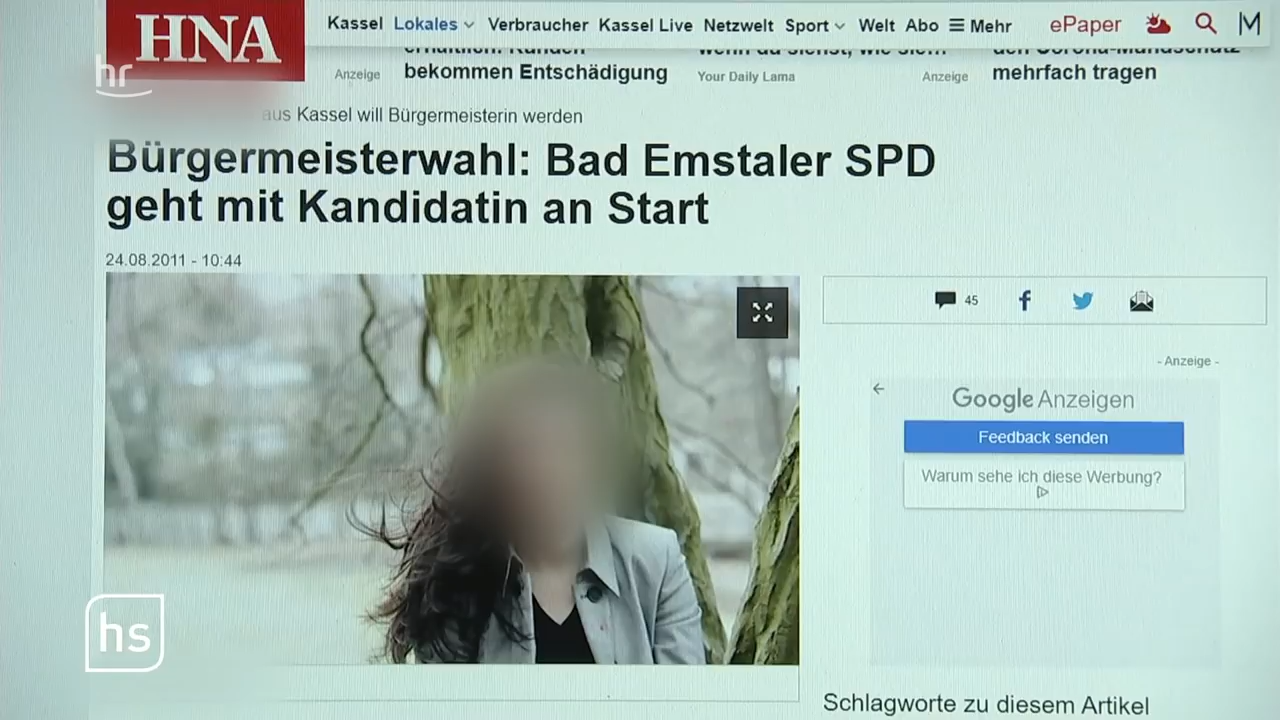 HNA
Kassel Lokales Verbraucher Kassel Live Netzwelt Sport Welt Abo Mehr ePaper
hr
Anzeige
bekommen Entschädigung
Your Daily Lama
Anzeige
mehrfach tragen
aus Kassel will Bürgermeisterin werden
Bürgermeisterwahl: Bad Emstaler SPD
geht mit Kandidatin an Start
24.08.2011 - 10:44
45
- Anzeige -
Google Anzeigen
Feedback senden
Warum sehe ich diese Werbung?
hs
Schlagworte zu diesem Artikel